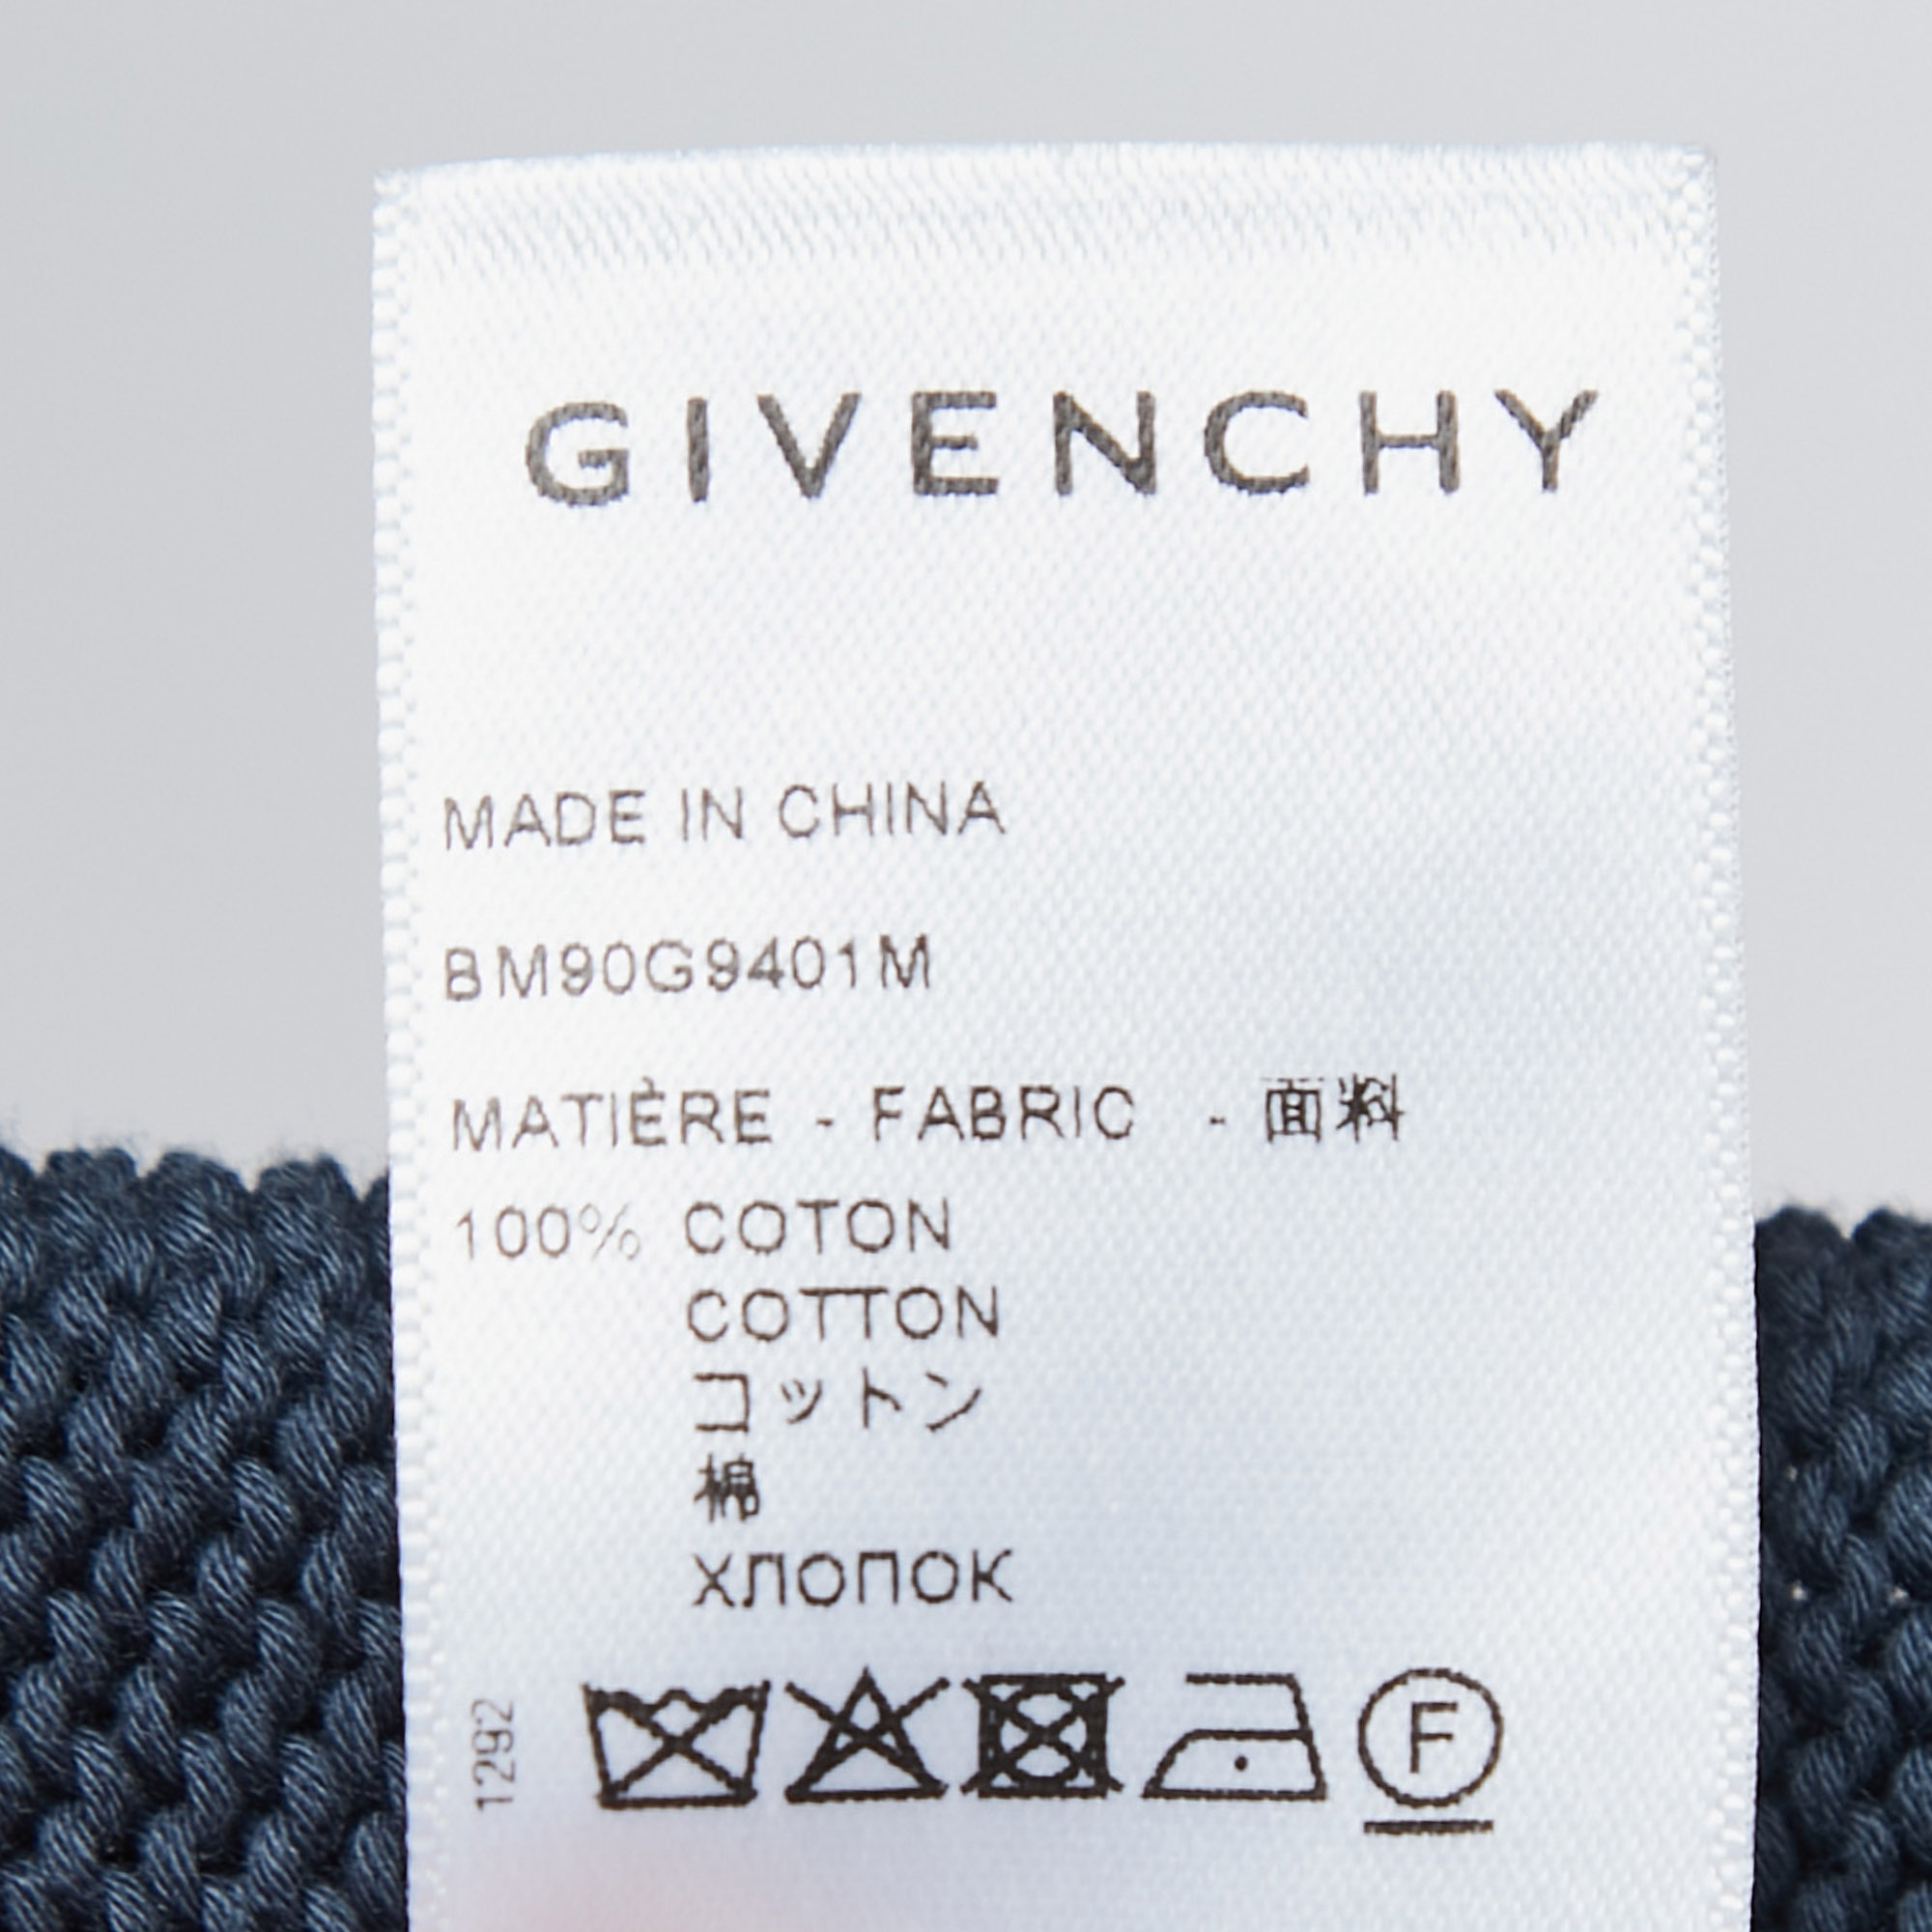 GIVENCHY
MADE IN CHINA
BM90G9401M
MATIÈRE - FABRIC - 面料
100% COTON
COTTON
コットン
棉
ХЛОПОК
1292
F